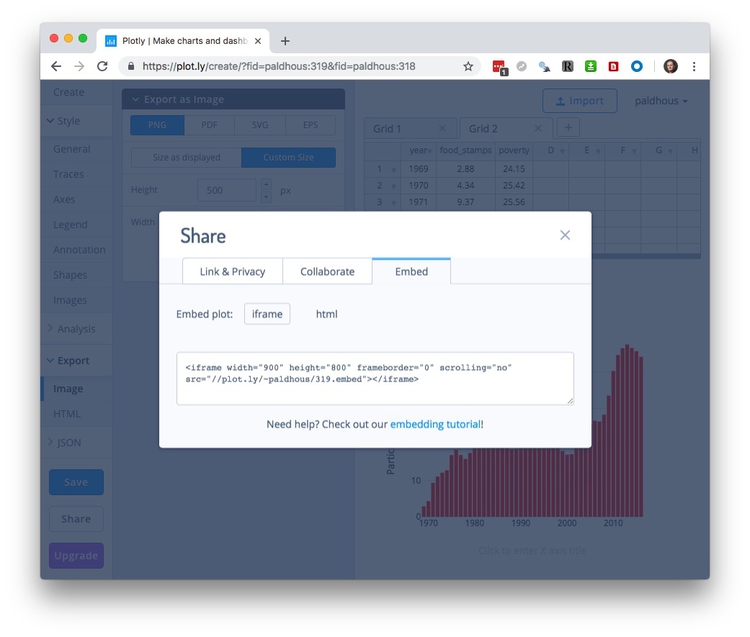 Plotly | Make charts and dashb
https://plot.ly/create/?fid=paldhous:319&fid=paldhous:318
1
Create
Style
General
Traces
Axes
Legend
Annotation
Shapes
Images
Analysis
Export
Image
HTML
JSON
Save
Share
Upgrade
Export as Image
PNG PDF SVG EPS
Size as displayed Custom Size
Height 500 px
Width
Import paldhous
Grid 1 Grid 2
year food_stamps poverty D E F G H
1 1969 2.88 24.15
2 1970 4.34 25.42
3 1971 9.37 25.56
Share
Link & Privacy Collaborate Embed
Embed plot: iframe html
<iframe width="900" height="800" frameborder="0" scrolling="no"
src="//plot.ly/~paldhous/319.embed"></iframe>
Need help? Check out our embedding tutorial!
Partic
10
0
1970 1980 1990 2000 2010
Click to enter X axis title